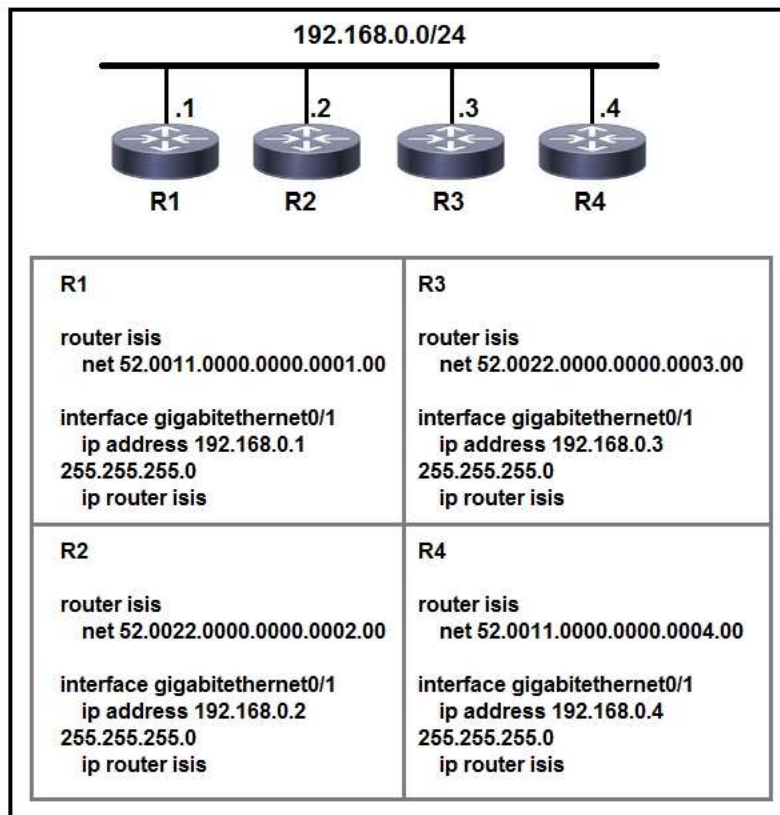 192.168.0.0/24
.1 .2 .3 .4
R1 R2 R3 R4
R1
router isis
net 52.0011.0000.0000.0001.00
interface gigabitethernet0/1
ip address 192.168.0.1
255.255.255.0
ip router isis
R3
router isis
net 52.0022.0000.0000.0003.00
interface gigabitethernet0/1
ip address 192.168.0.3
255.255.255.0
ip router isis
R2
router isis
net 52.0022.0000.0000.0002.00
interface gigabitethernet0/1
ip address 192.168.0.2
255.255.255.0
ip router isis
R4
router isis
net 52.0011.0000.0000.0004.00
interface gigabitethernet0/1
ip address 192.168.0.4
255.255.255.0
ip router isis